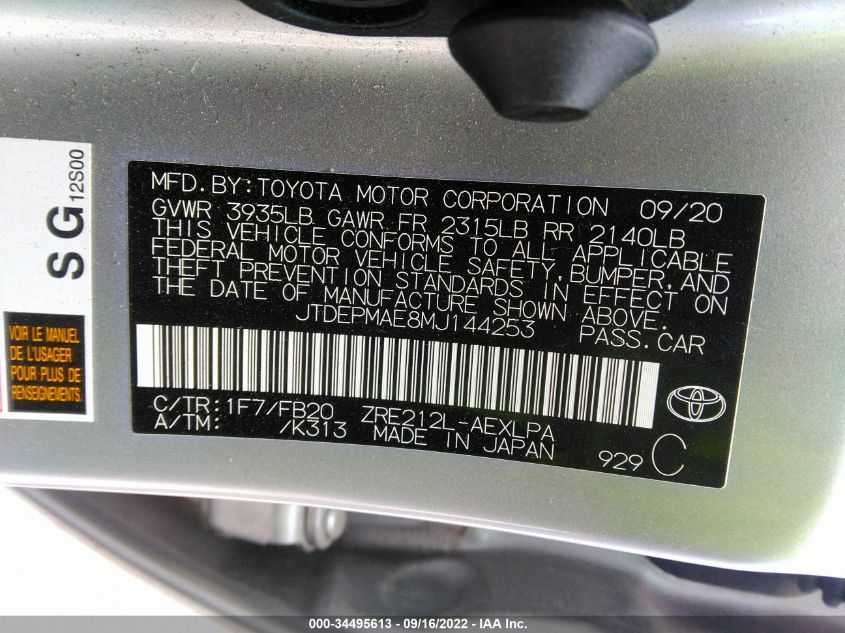 SG 12S00
VOIR LE MANUEL
DE L'USAGER
POUR PLUS DE
RENSEIGNEMENTS.
MFD. BY: TOYOTA MOTOR CORPORATION 09/20
GVWR 3935LB GAWR FR 2315LB RR 2140LB
THIS VEHICLE CONFORMS TO ALL APPLICABLE
FEDERAL MOTOR VEHICLE SAFETY, BUMPER, AND
THEFT PREVENTION STANDARDS IN EFFECT ON
THE DATE OF MANUFACTURE SHOWN ABOVE.
JTDEPMAE8MJ144253 PASS. CAR
C/TR: 1F7/FB20 ZRE212L-AEXLPA
A/TM: /K313 MADE IN JAPAN 929 C
000-34495613 - 09/16/2022 - IAA Inc.